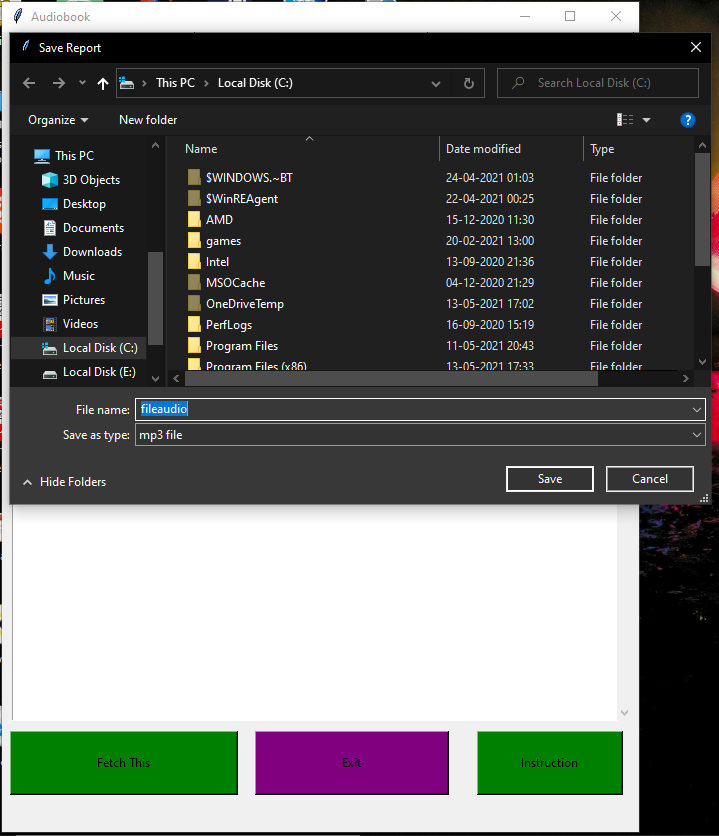 Audiobook
Save Report
This PC
Local Disk (C:)
Search Local Disk (C:)
Organize
New folder
?
Name
Date modified
Type
This PC
3D Objects
Desktop
Documents
Downloads
Music
Pictures
Videos
Local Disk (C:)
Local Disk (E:)
$WINDOWS.~BT 24-04-2021 01:03 File folder
$WinREAgent 22-04-2021 00:25 File folder
AMD 15-12-2020 11:30 File folder
games 20-02-2021 13:00 File folder
Intel 13-09-2020 21:36 File folder
MSOCache 04-12-2020 21:29 File folder
OneDriveTemp 13-05-2021 17:02 File folder
PerfLogs 16-09-2020 15:19 File folder
Program Files 11-05-2021 20:43 File folder
Program Files (x86) 13-05-2021 17:33 File folder
File name: fileaudio
Save as type: mp3 file
Hide Folders
Save
Cancel
Fetch This
Exit
Instruction